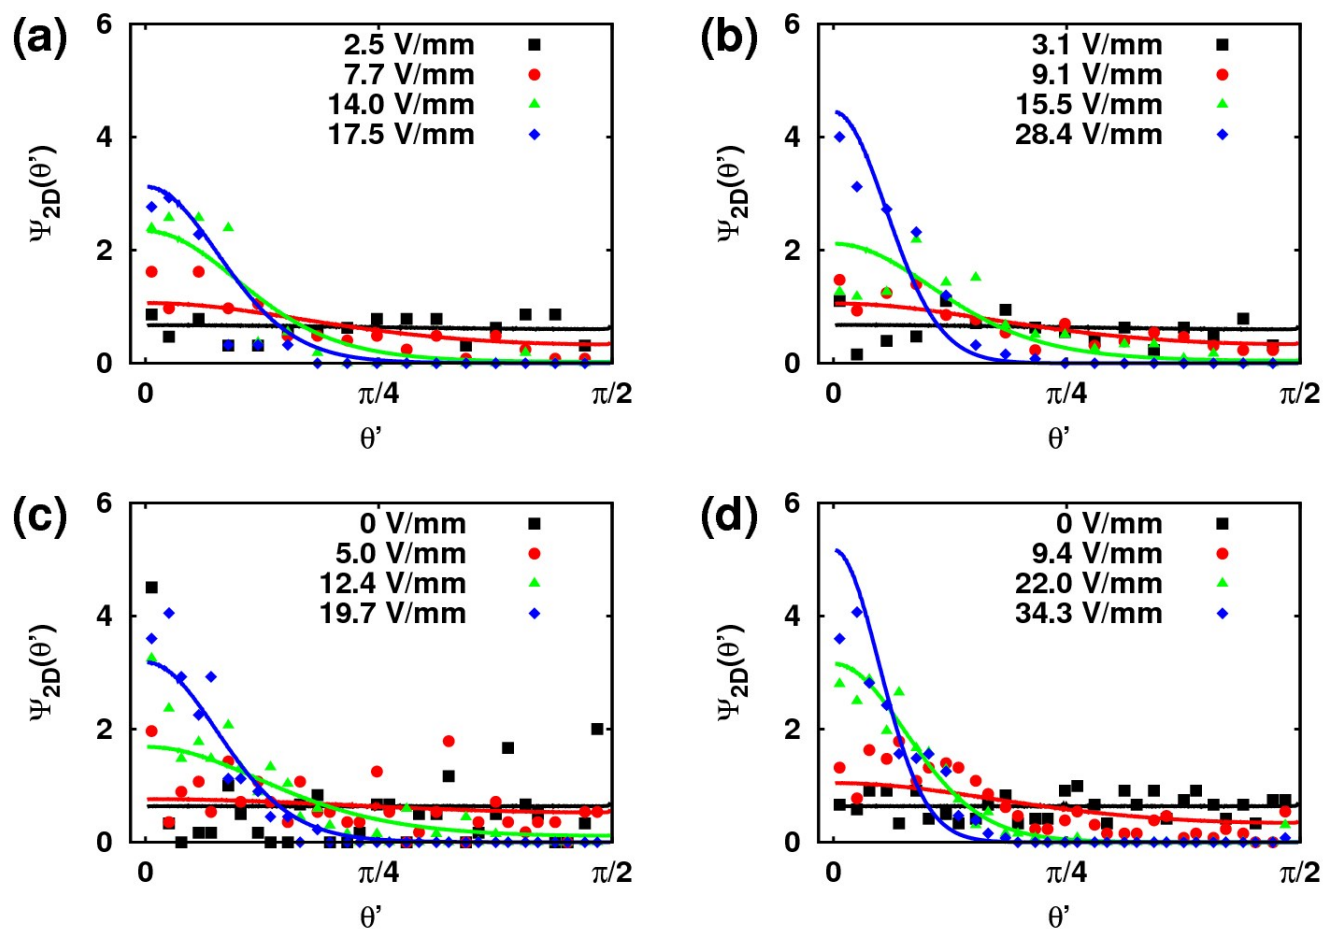 (a)
6
4
2
0
Ψ2D(θ')
2.5 V/mm
7.7 V/mm
14.0 V/mm
17.5 V/mm
0
π/4
π/2
θ'
(b)
6
4
2
0
Ψ2D(θ')
3.1 V/mm
9.1 V/mm
15.5 V/mm
28.4 V/mm
0
π/4
π/2
θ'
(c)
6
4
2
0
Ψ2D(θ')
0 V/mm
5.0 V/mm
12.4 V/mm
19.7 V/mm
0
π/4
π/2
θ'
(d)
6
4
2
0
Ψ2D(θ')
0 V/mm
9.4 V/mm
22.0 V/mm
34.3 V/mm
0
π/4
π/2
θ'